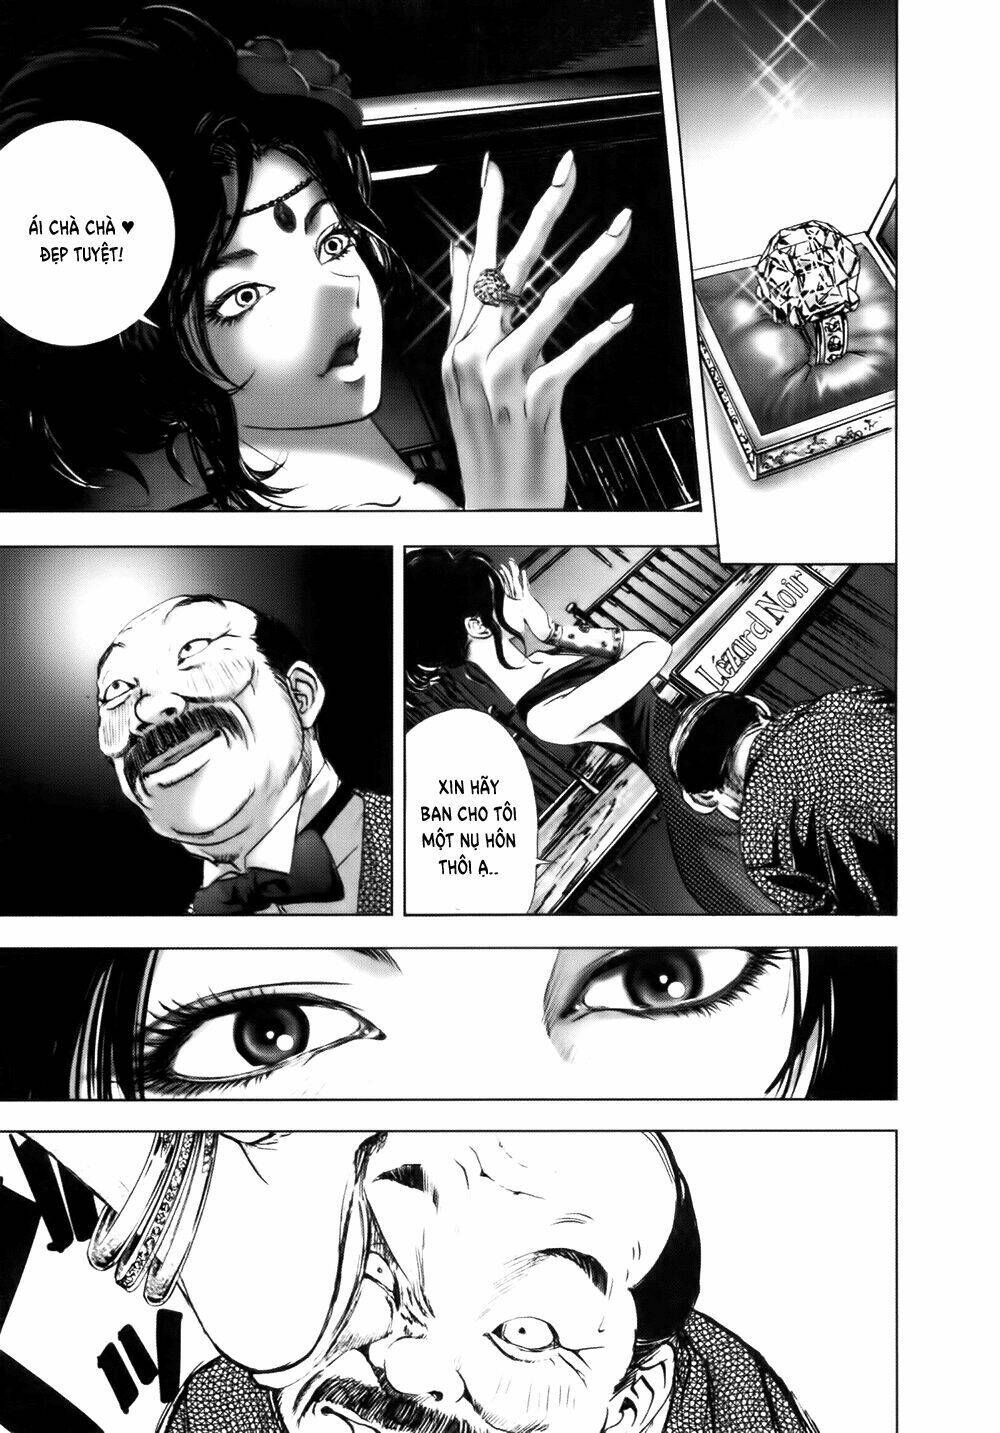 ÁI CHÀ CHÀ ♥
ĐẸP TUYỆT!
Lézard Noir
XIN HÃY
BAN CHO TÔI
MỘT NỤ HÔN
THÔI Ạ..